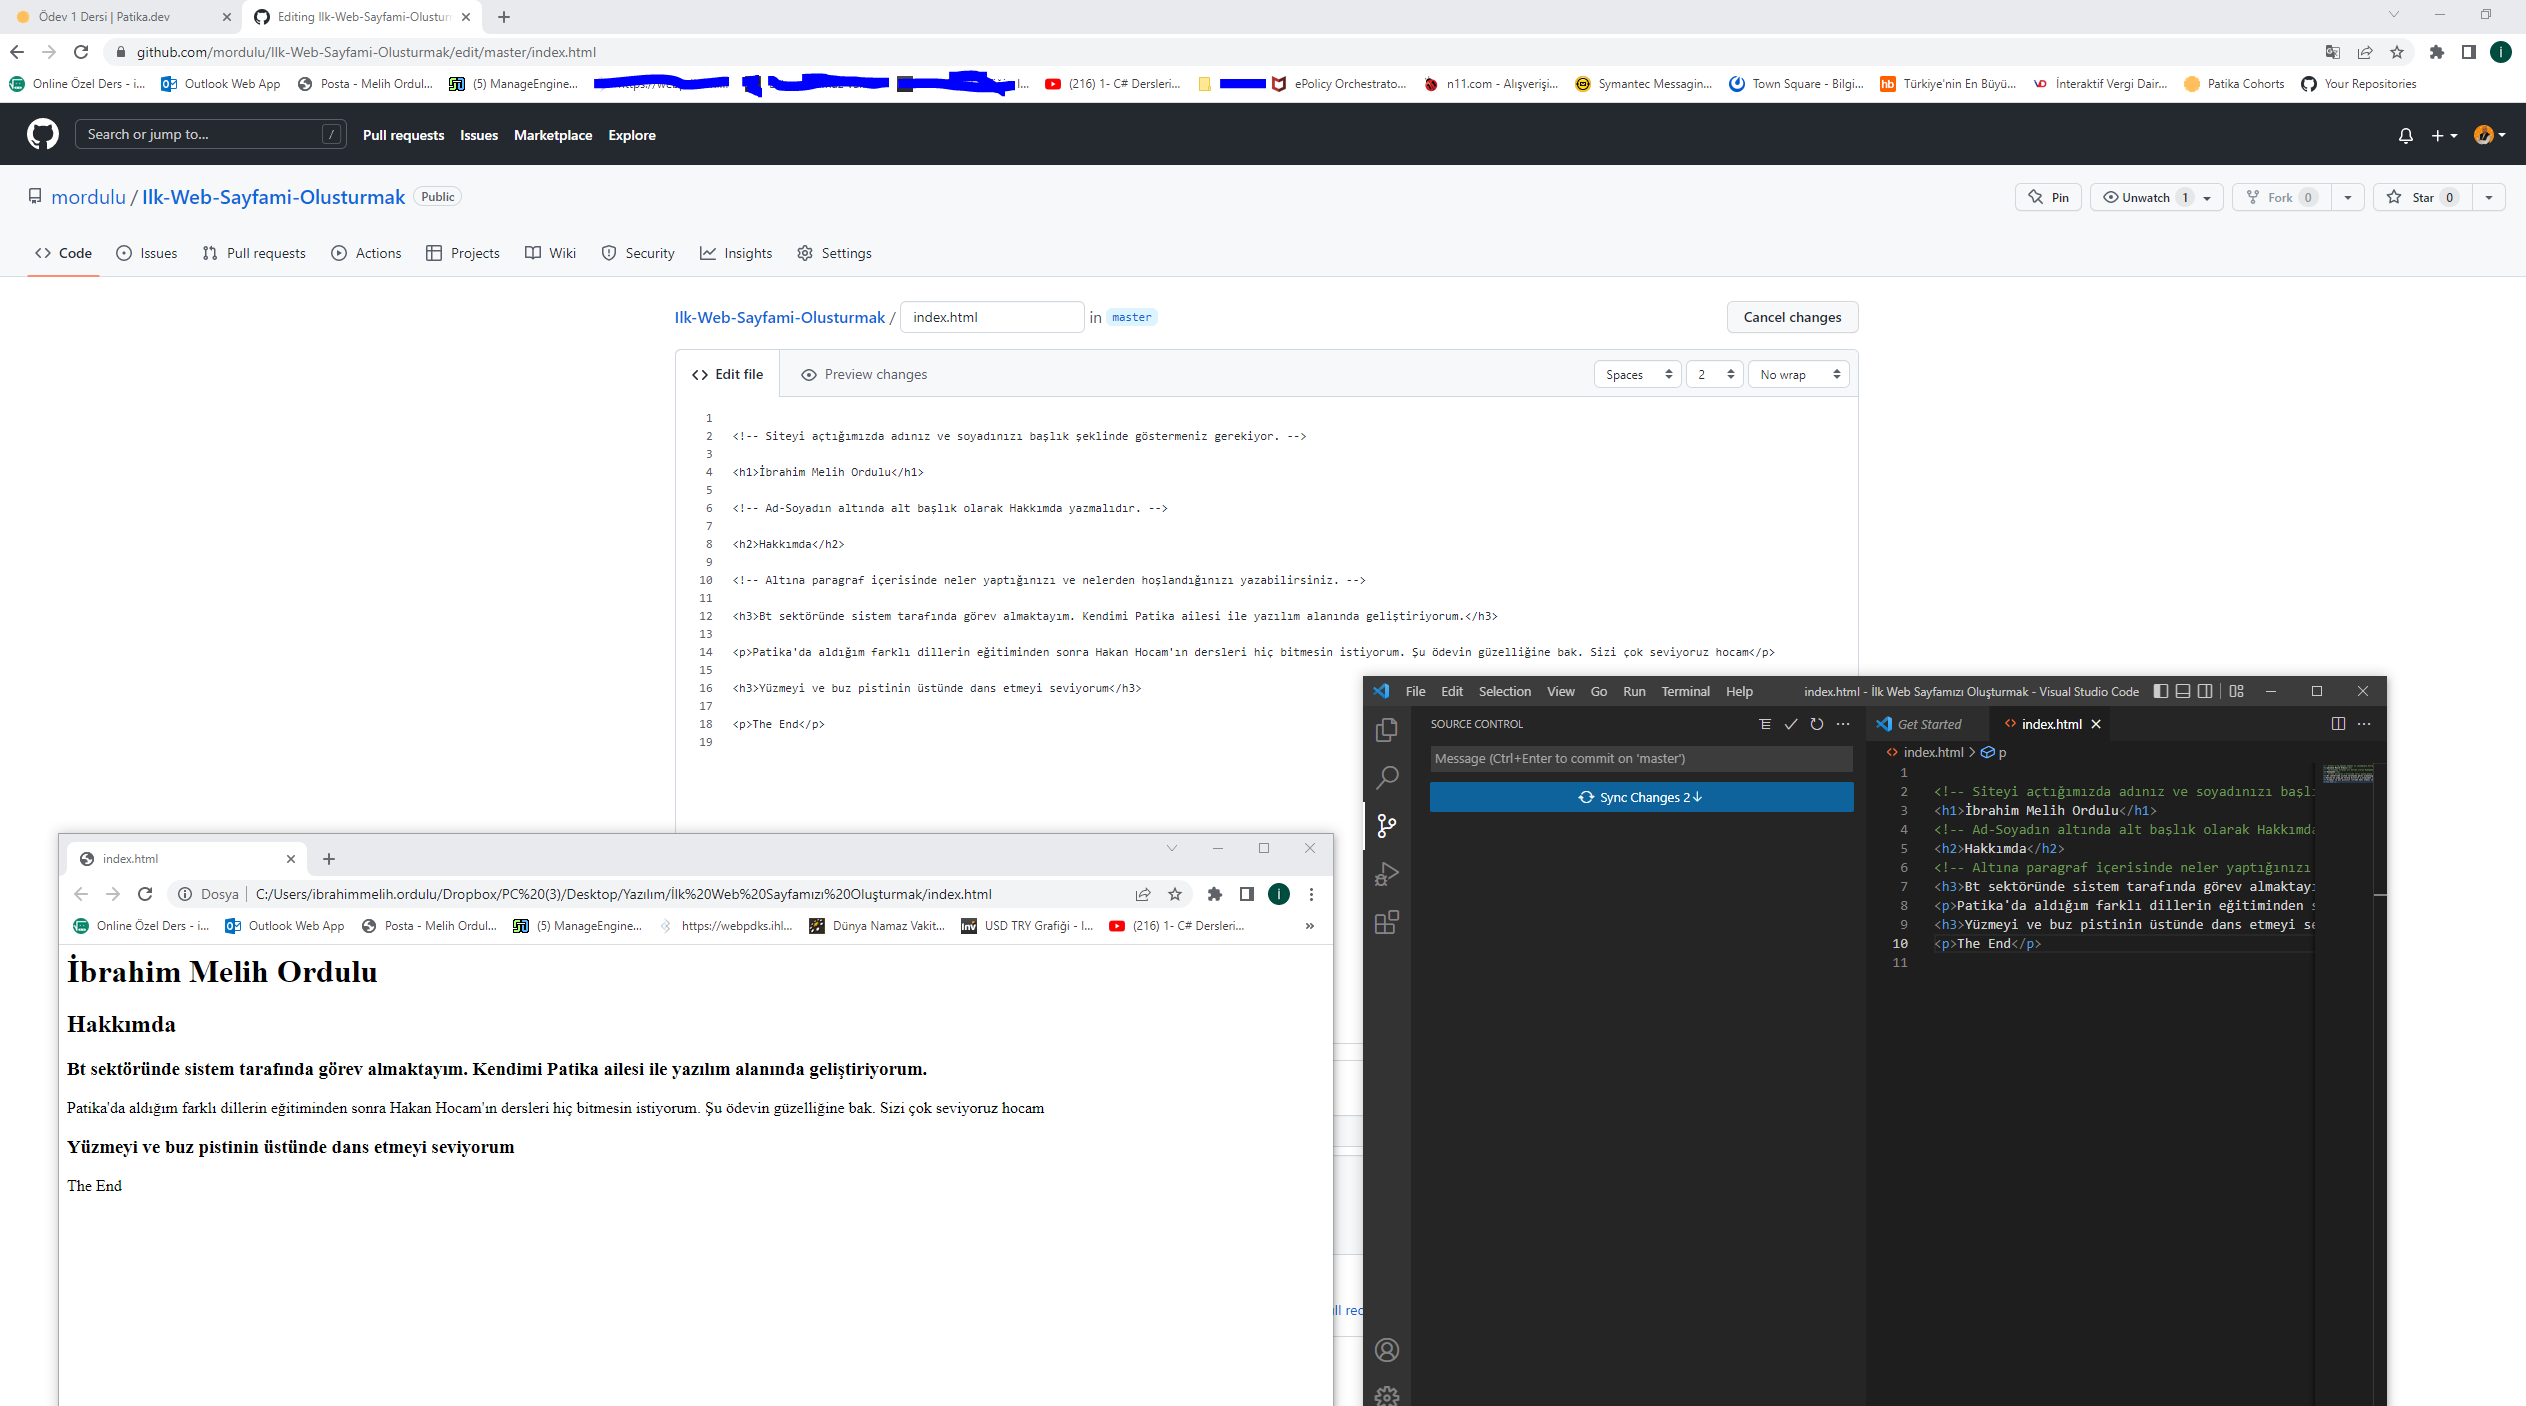 Ödev 1 Dersi | Patika.dev
Editing Ilk-Web-Sayfami-Olustur
github.com/mordulu/Ilk-Web-Sayfami-Olusturmak/edit/master/index.html
Online Özel Ders - i... Outlook Web App Posta - Melih Ordul... (5) ManageEngine... I... (216) 1- C# Dersleri... ePolicy Orchestrato... n11.com - Alışverişi... Symantec Messagin... Town Square - Bilgi... Türkiye'nin En Büyü... İnteraktif Vergi Dair... Patika Cohorts Your Repositories
Search or jump to... / Pull requests Issues Marketplace Explore
mordulu / Ilk-Web-Sayfami-Olusturmak Public
Pin Unwatch 1 Fork 0 Star 0
Code Issues Pull requests Actions Projects Wiki Security Insights Settings
Ilk-Web-Sayfami-Olusturmak / index.html in master Cancel changes
Edit file Preview changes Spaces 2 No wrap
1
2 <!-- Siteyi açtığımızda adınız ve soyadınızı başlık şeklinde göstermeniz gerekiyor. -->
3
4 <h1>İbrahim Melih Ordulu</h1>
5
6 <!-- Ad-Soyadın altında alt başlık olarak Hakkımda yazmalıdır. -->
7
8 <h2>Hakkımda</h2>
9
10 <!-- Altına paragraf içerisinde neler yaptığınızı ve nelerden hoşlandığınızı yazabilirsiniz. -->
11
12 <h3>Bt sektöründe sistem tarafında görev almaktayım. Kendimi Patika ailesi ile yazılım alanında geliştiriyorum.</h3>
13
14 <p>Patika'da aldığım farklı dillerin eğitiminden sonra Hakan Hocam'ın dersleri hiç bitmesin istiyorum. Şu ödevin güzelliğine bak. Sizi çok seviyoruz hocam</p>
15
16 <h3>Yüzmeyi ve buz pistinin üstünde dans etmeyi seviyorum</h3>
17
18 <p>The End</p>
19
File Edit Selection View Go Run Terminal Help index.html - İlk Web Sayfamızı Oluşturmak - Visual Studio Code
SOURCE CONTROL
Message (Ctrl+Enter to commit on 'master')
Sync Changes 2↓
Get Started index.html
index.html > p
1
2 <!-- Siteyi açtığımızda adınız ve soyadınızı başlı
3 <h1>İbrahim Melih Ordulu</h1>
4 <!-- Ad-Soyadın altında alt başlık olarak Hakkımda
5 <h2>Hakkımda</h2>
6 <!-- Altına paragraf içerisinde neler yaptığınızı
7 <h3>Bt sektöründe sistem tarafında görev almaktayı
8 <p>Patika'da aldığım farklı dillerin eğitiminden s
9 <h3>Yüzmeyi ve buz pistinin üstünde dans etmeyi se
10 <p>The End</p>
11
index.html
Dosya | C:/Users/ibrahimmelih.ordulu/Dropbox/PC%20(3)/Desktop/Yazılım/İlk%20Web%20Sayfamızı%20Oluşturmak/index.html
Online Özel Ders - i... Outlook Web App Posta - Melih Ordul... (5) ManageEngine... https://webpdks.ihl... Dünya Namaz Vakit... USD TRY Grafiği - I... (216) 1- C# Dersleri... »
İbrahim Melih Ordulu
Hakkımda
Bt sektöründe sistem tarafında görev almaktayım. Kendimi Patika ailesi ile yazılım alanında geliştiriyorum.
Patika'da aldığım farklı dillerin eğitiminden sonra Hakan Hocam'ın dersleri hiç bitmesin istiyorum. Şu ödevin güzelliğine bak. Sizi çok seviyoruz hocam
Yüzmeyi ve buz pistinin üstünde dans etmeyi seviyorum
The End
ll rec